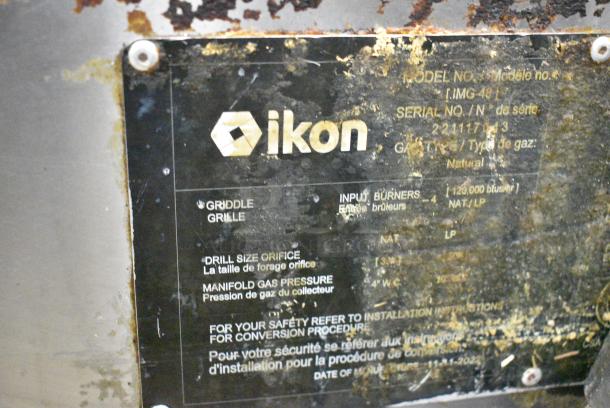 ikon
MODEL NO. / Modèle no.
[ IMG-48 ]
SERIAL NO. / N° de série
GAS TYPE / Type de gaz:
Natural
GRIDDLE
GRILLE
INPUT BURNERS
Entrée brûleurs
4
[ 120,000 btu/hr ]
NAT./ LP
NAT
LP
DRILL SIZE ORIFICE
La taille de forage orifice
MANIFOLD GAS PRESSURE
Pression de gaz du collecteur
4" W.C.
FOR YOUR SAFETY REFER TO INSTALLATION INSTRUCTIONS
FOR CONVERSION PROCEDURE
Pour votre sécurité se référer aux instructions
d'installation pour la procédure de conversion
DATE OF